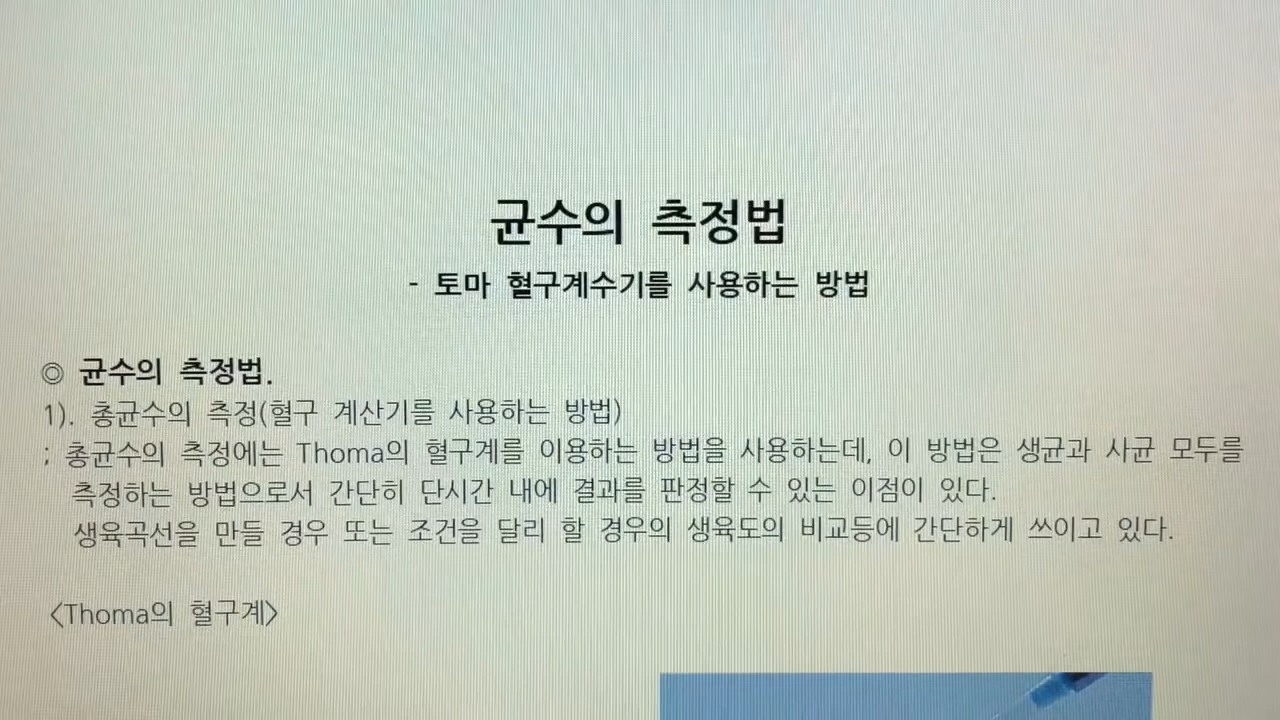 균수의 측정법
- 토마 혈구계수기를 사용하는 방법
◎ 균수의 측정법.
1). 총균수의 측정(혈구 계산기를 사용하는 방법)
; 총균수의 측정에는 Thoma의 혈구계를 이용하는 방법을 사용하는데, 이 방법은 생균과 사균 모두를
측정하는 방법으로서 간단히 단시간 내에 결과를 판정할 수 있는 이점이 있다.
생육곡선을 만들 경우 또는 조건을 달리 할 경우의 생육도의 비교등에 간단하게 쓰이고 있다.
〈Thoma의 혈구계〉